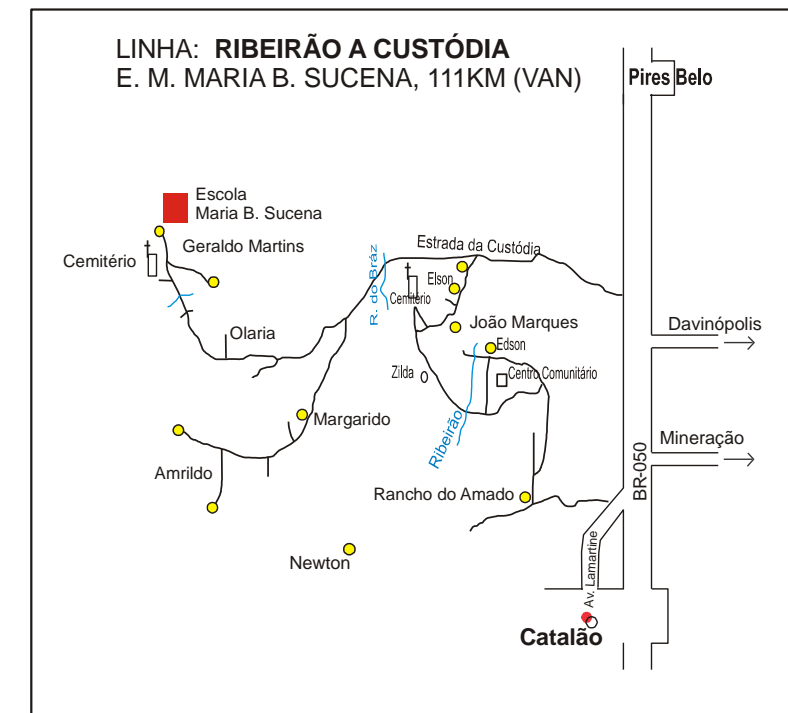 LINHA: RIBEIRÃO A CUSTÓDIA
E. M. MARIA B. SUCENA, 111KM (VAN)
Pires Belo
Escola
Maria B. Sucena
Geraldo Martins
Cemitério
Estrada da Custódia
R. do Bráz
Elson
Cemitério
João Marques
Davinópolis
Olaria
Edson
Zilda
Centro Comunitário
Margarido
Ribeirão
Mineração
BR-050
Amrildo
Rancho do Amado
Newton
Av. Lamartine
Catalão